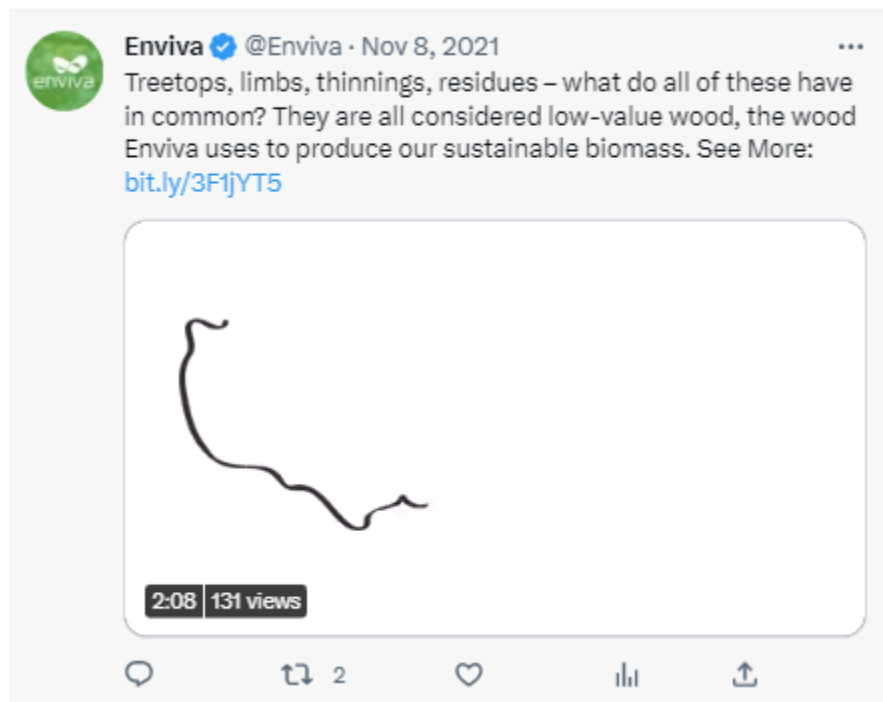 Enviva @Enviva · Nov 8, 2021
enviva
Treetops, limbs, thinnings, residues – what do all of these have
in common? They are all considered low-value wood, the wood
Enviva uses to produce our sustainable biomass. See More:
bit.ly/3F1jYT5
2:08 131 views
2